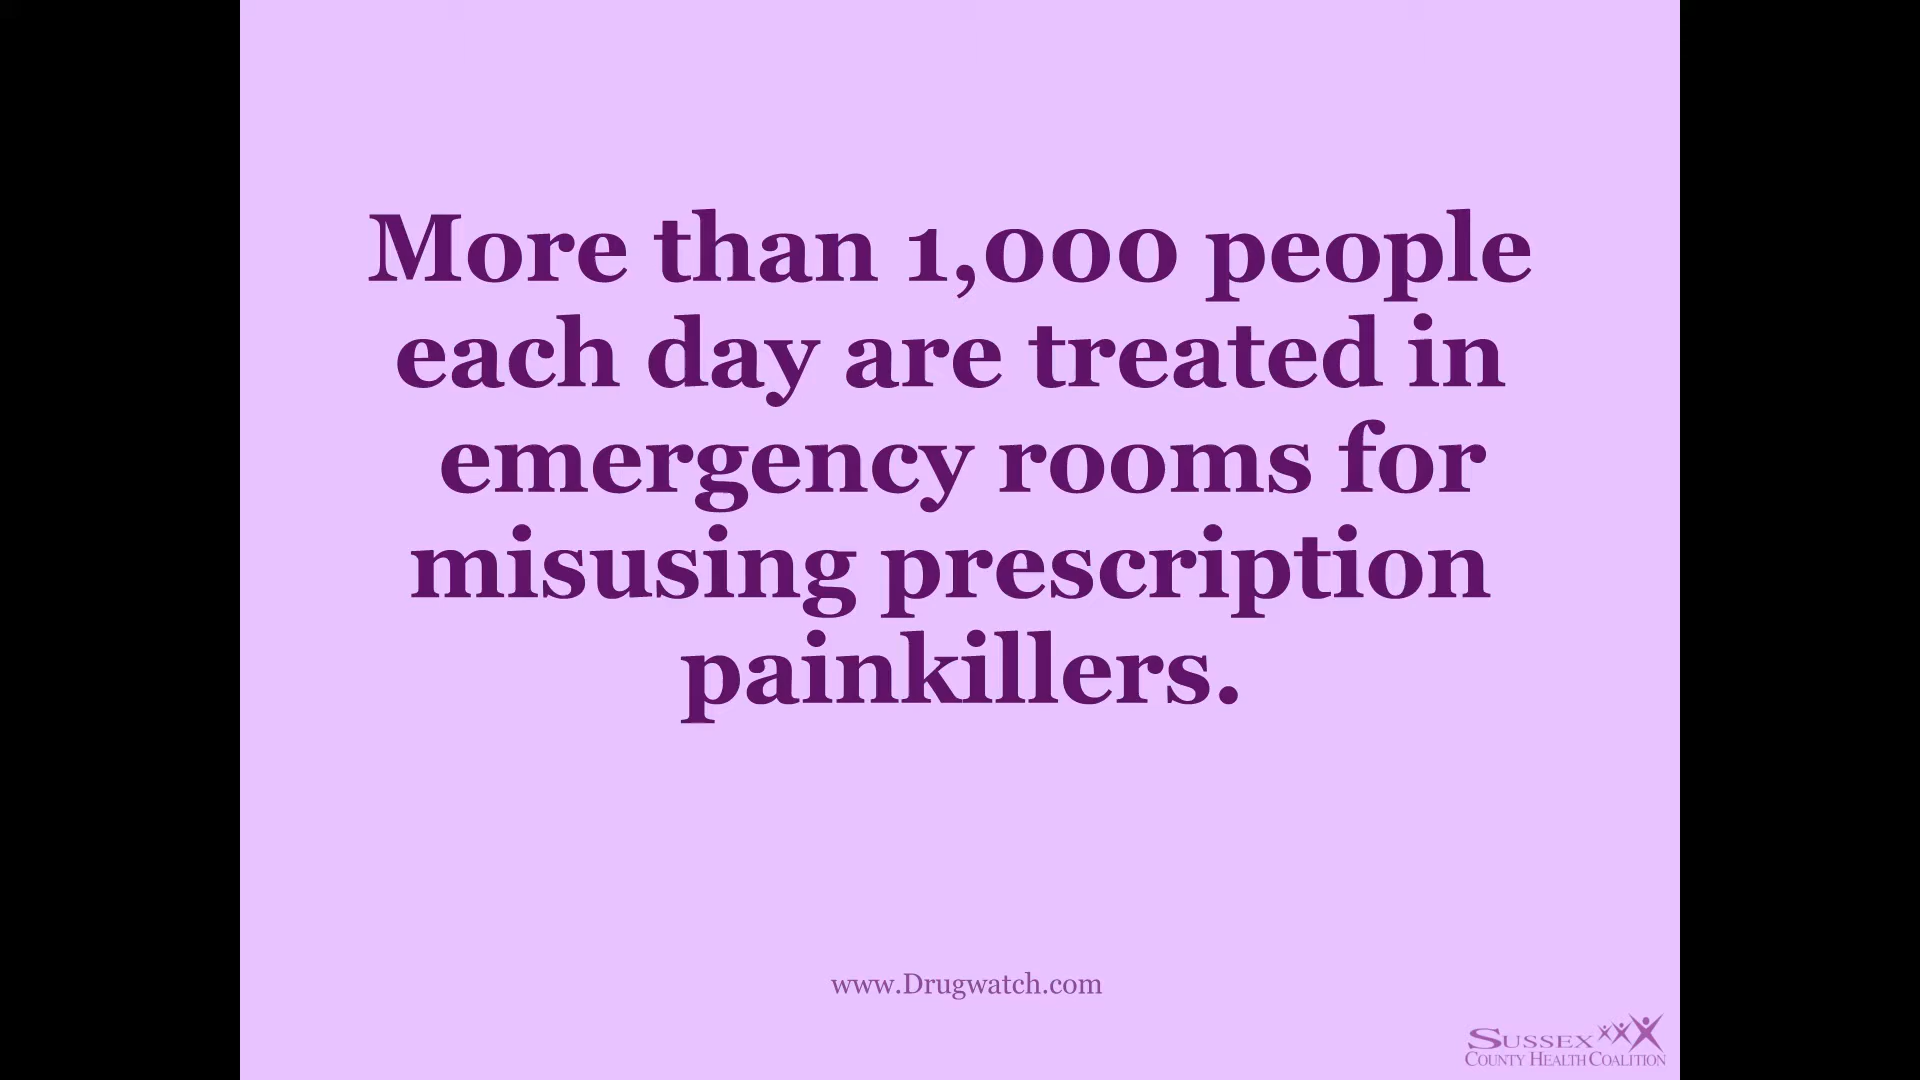 More than 1,000 people
each day are treated in
emergency rooms for
misusing prescription
painkillers.
www.Drugwatch.com
SUSSEX
COUNTY HEALTH COALITION